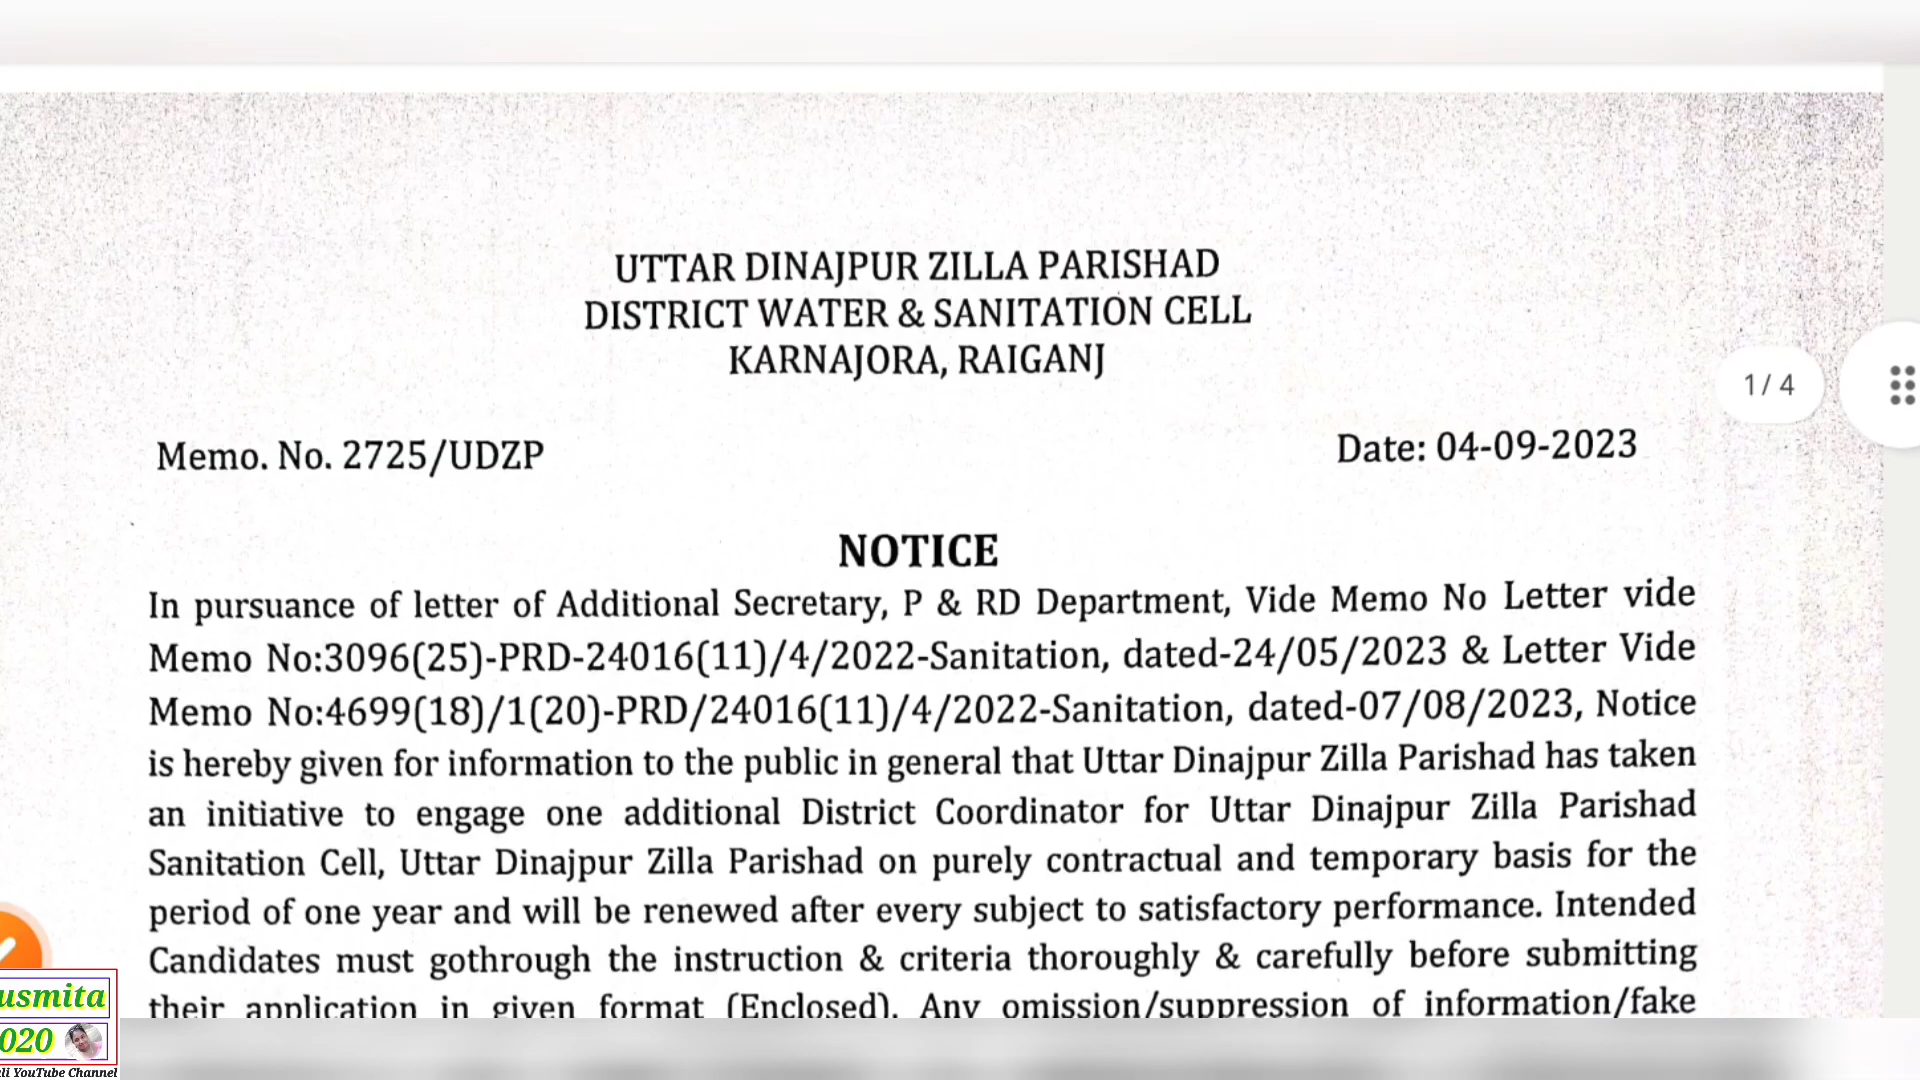 UTTAR DINAJPUR ZILLA PARISHAD
DISTRICT WATER & SANITATION CELL
KARNAJORA, RAIGANJ
1/ 4
Memo. No. 2725/UDZP
Date: 04-09-2023
NOTICE
In pursuance of letter of Additional Secretary, P & RD Department, Vide Memo No Letter vide
Memo No:3096(25)-PRD-24016(11)/4/2022-Sanitation, dated-24/05/2023 & Letter Vide
Memo No:4699(18)/1(20)-PRD/24016(11)/4/2022-Sanitation, dated-07/08/2023, Notice
is hereby given for information to the public in general that Uttar Dinajpur Zilla Parishad has taken
an initiative to engage one additional District Coordinator for Uttar Dinajpur Zilla Parishad
Sanitation Cell, Uttar Dinajpur Zilla Parishad on purely contractual and temporary basis for the
period of one year and will be renewed after every subject to satisfactory performance. Intended
Candidates must gothrough the instruction & criteria thoroughly & carefully before submitting
their application in given format (Enclosed). Any omission/suppression of information/fake
usmita
020
li YouTube Channel